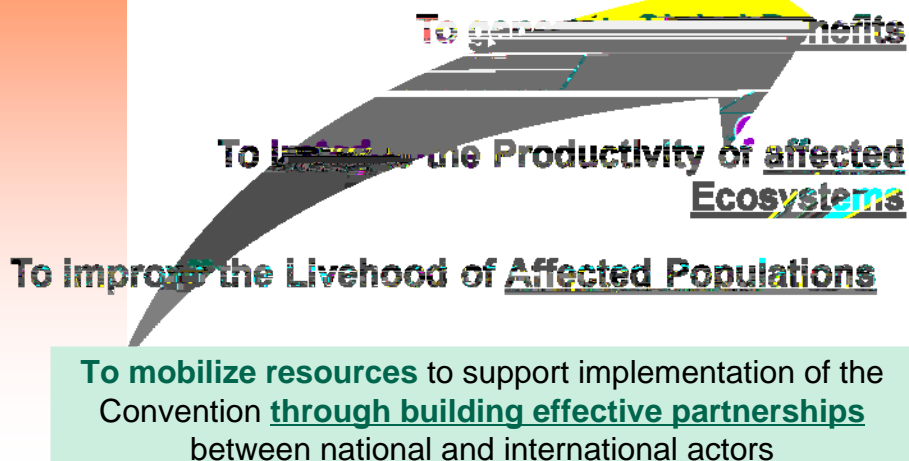 To generate Global Benefits
To the Productivity of affected
Ecosystems
To improve the Livehood of Affected Populations
To mobilize resources to support implementation of the
Convention through building effective partnerships
between national and international actors